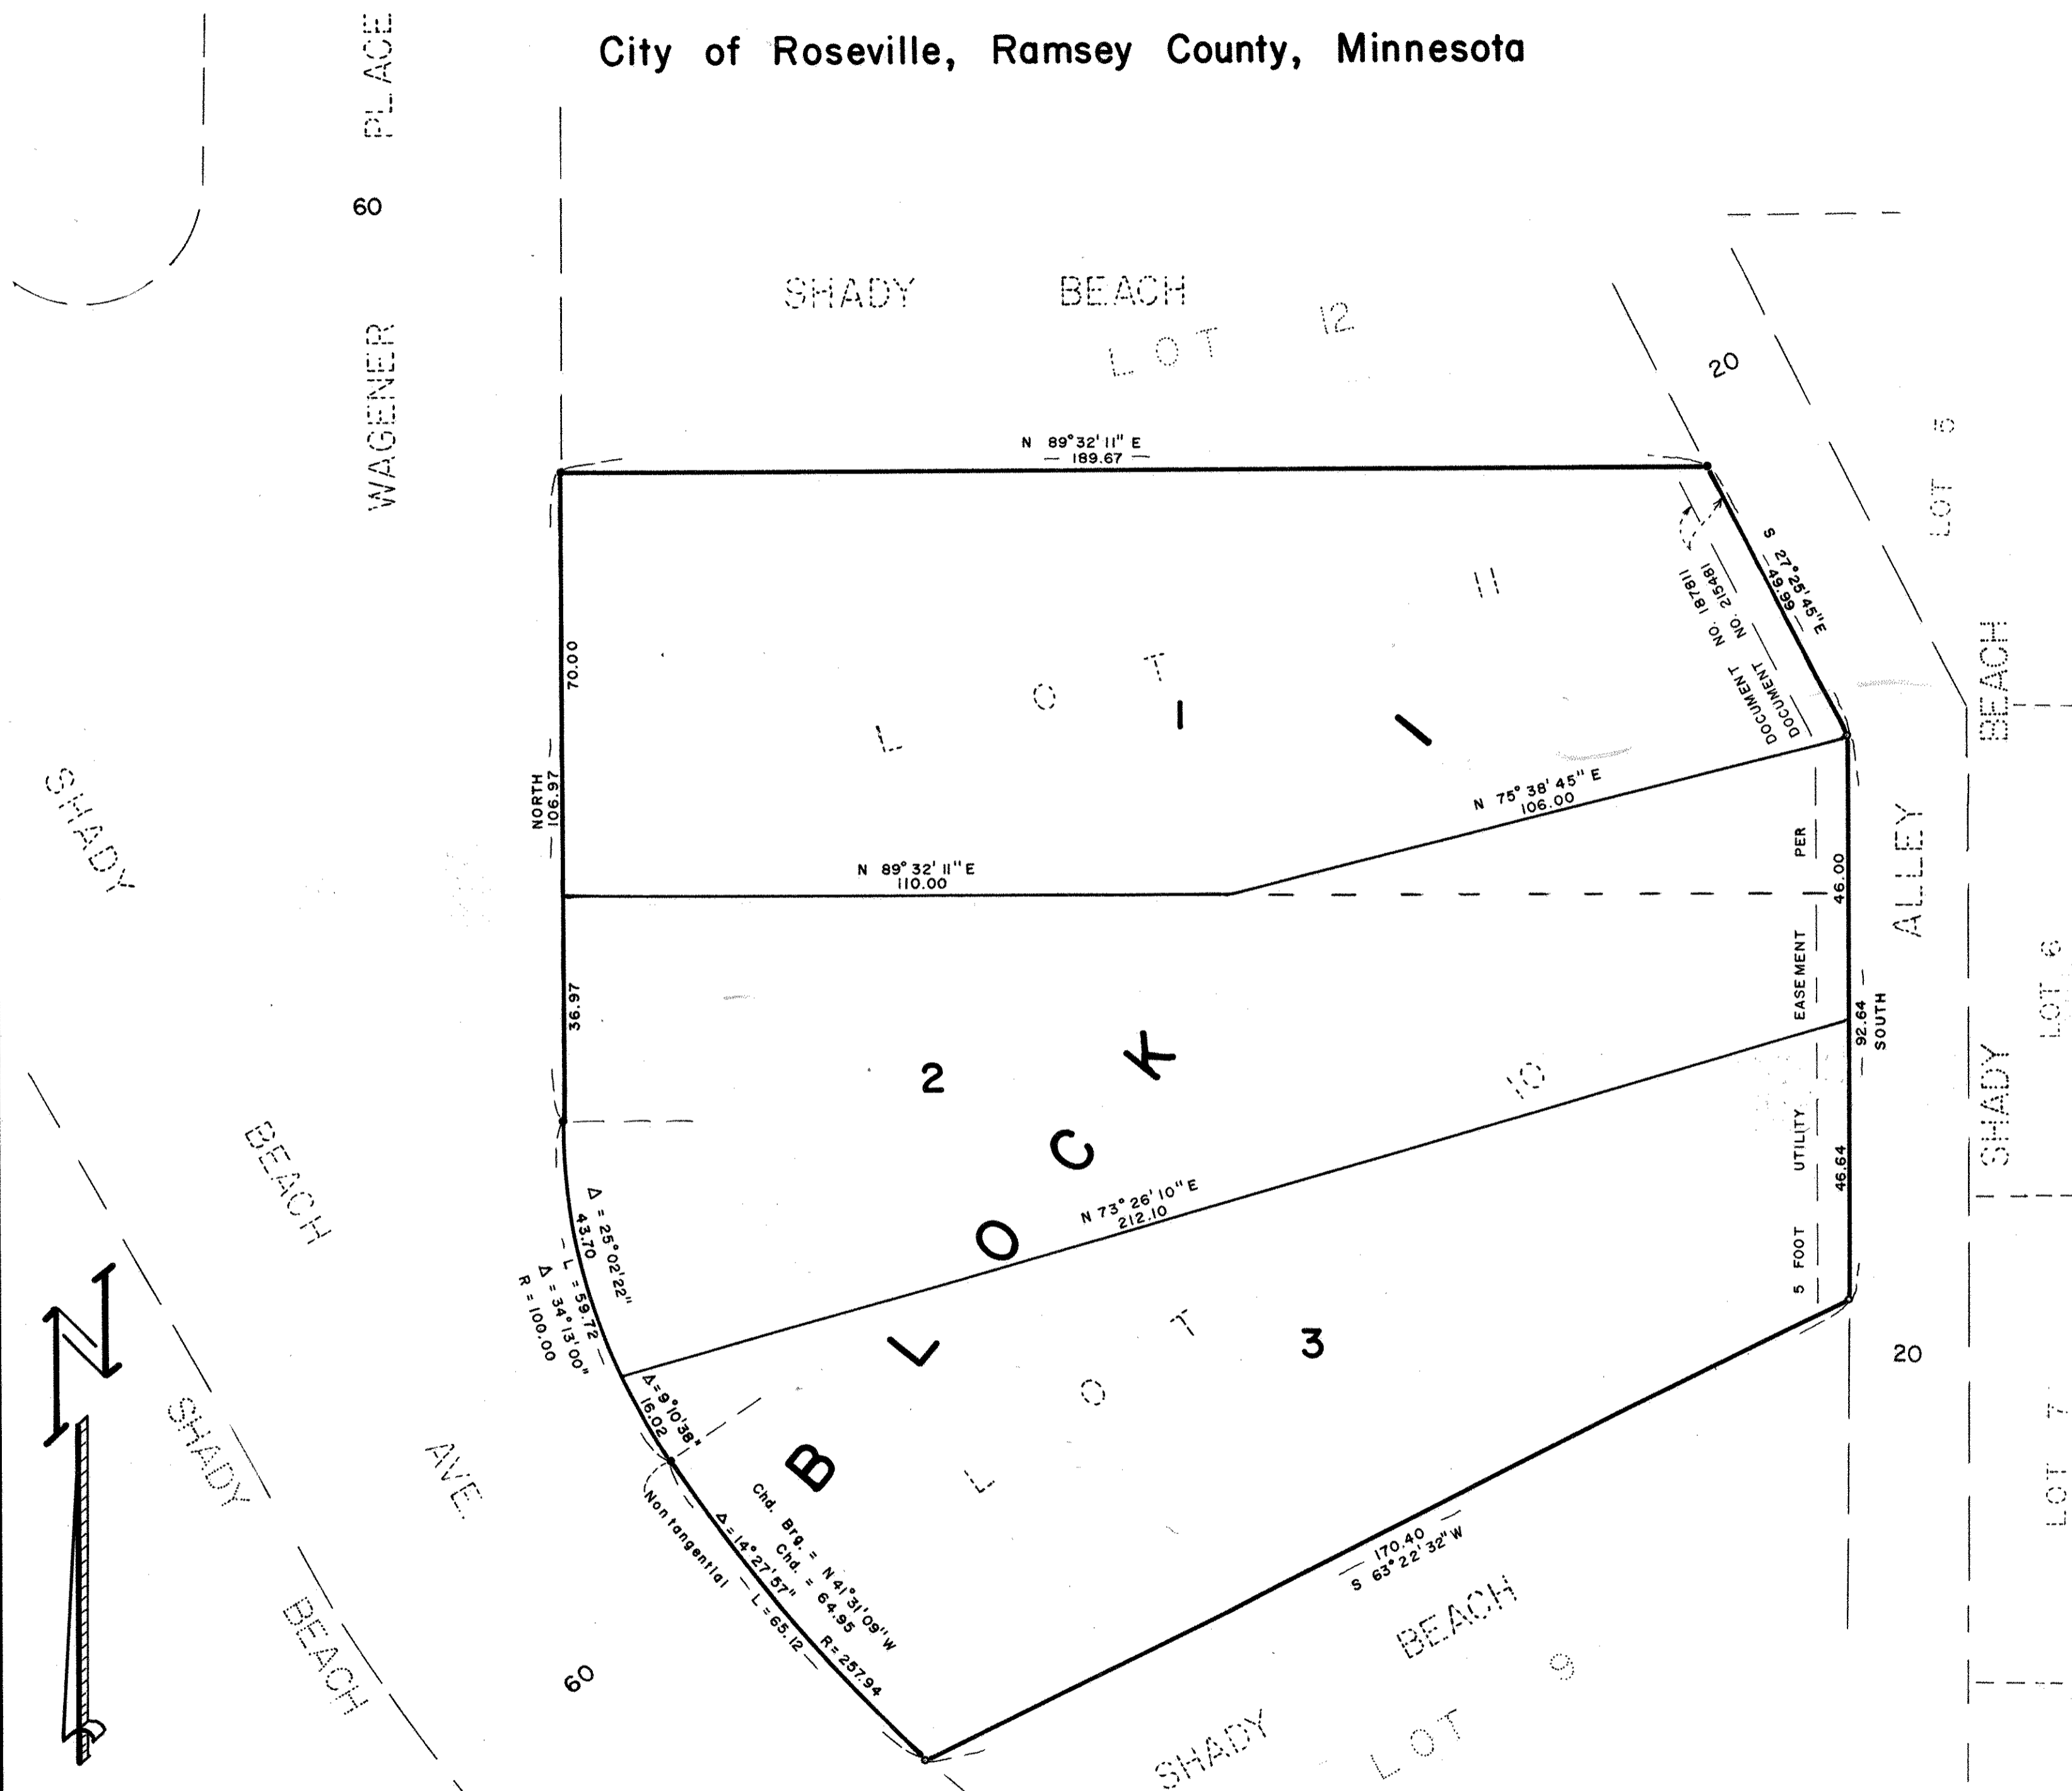 City of Roseville, Ramsey County, Minnesota
WAGENER PLACE
60
SHADY BEACH
LOT 12
20
LOT 5
N 89°32'11" E
189.67
S 27°25'45" E
49.99
DOCUMENT NO. 187811
DOCUMENT NO. 215481
LOT 11
1
70.00
NORTH
106.97
N 75°38'45" E
106.00
N 89°32'11" E
110.00
36.97
SHADY BEACH AVE.
BLOCK 1
2
5 FOOT UTILITY EASEMENT PER
46.00
92.64
SOUTH
46.64
ALLEY
SHADY BEACH
LOT 6
LOT 7
20
N 73°26'10" E
212.10
LOT 10
3
Δ = 25°02'22"
43.70
L = 59.72
Δ = 34°13'00"
R = 100.00
Δ = 9°10'38"
16.02
Chd. Brg. = N 41°31'09" W
Chd. = 64.95
Δ = 14°27'57"
R = 257.94
Nontangential
L = 65.12
170.40
S 63°22'32" W
SHADY BEACH
60
SHADY BEACH
LOT 9
N